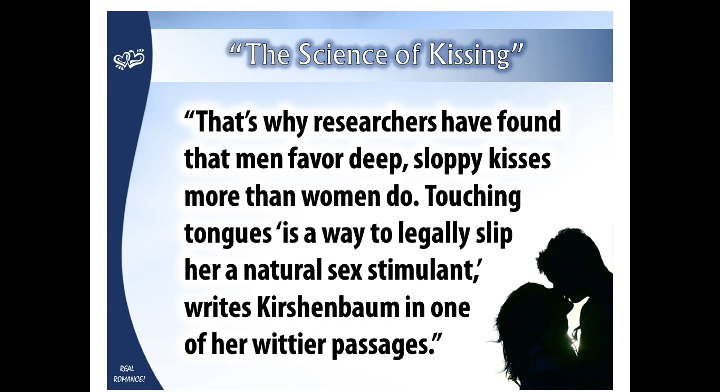 “The Science of Kissing”
“That’s why researchers have found
that men favor deep, sloppy kisses
more than women do. Touching
tongues ‘is a way to legally slip
her a natural sex stimulant,’
writes Kirshenbaum in one
of her wittier passages.”
REAL
ROMANCE!